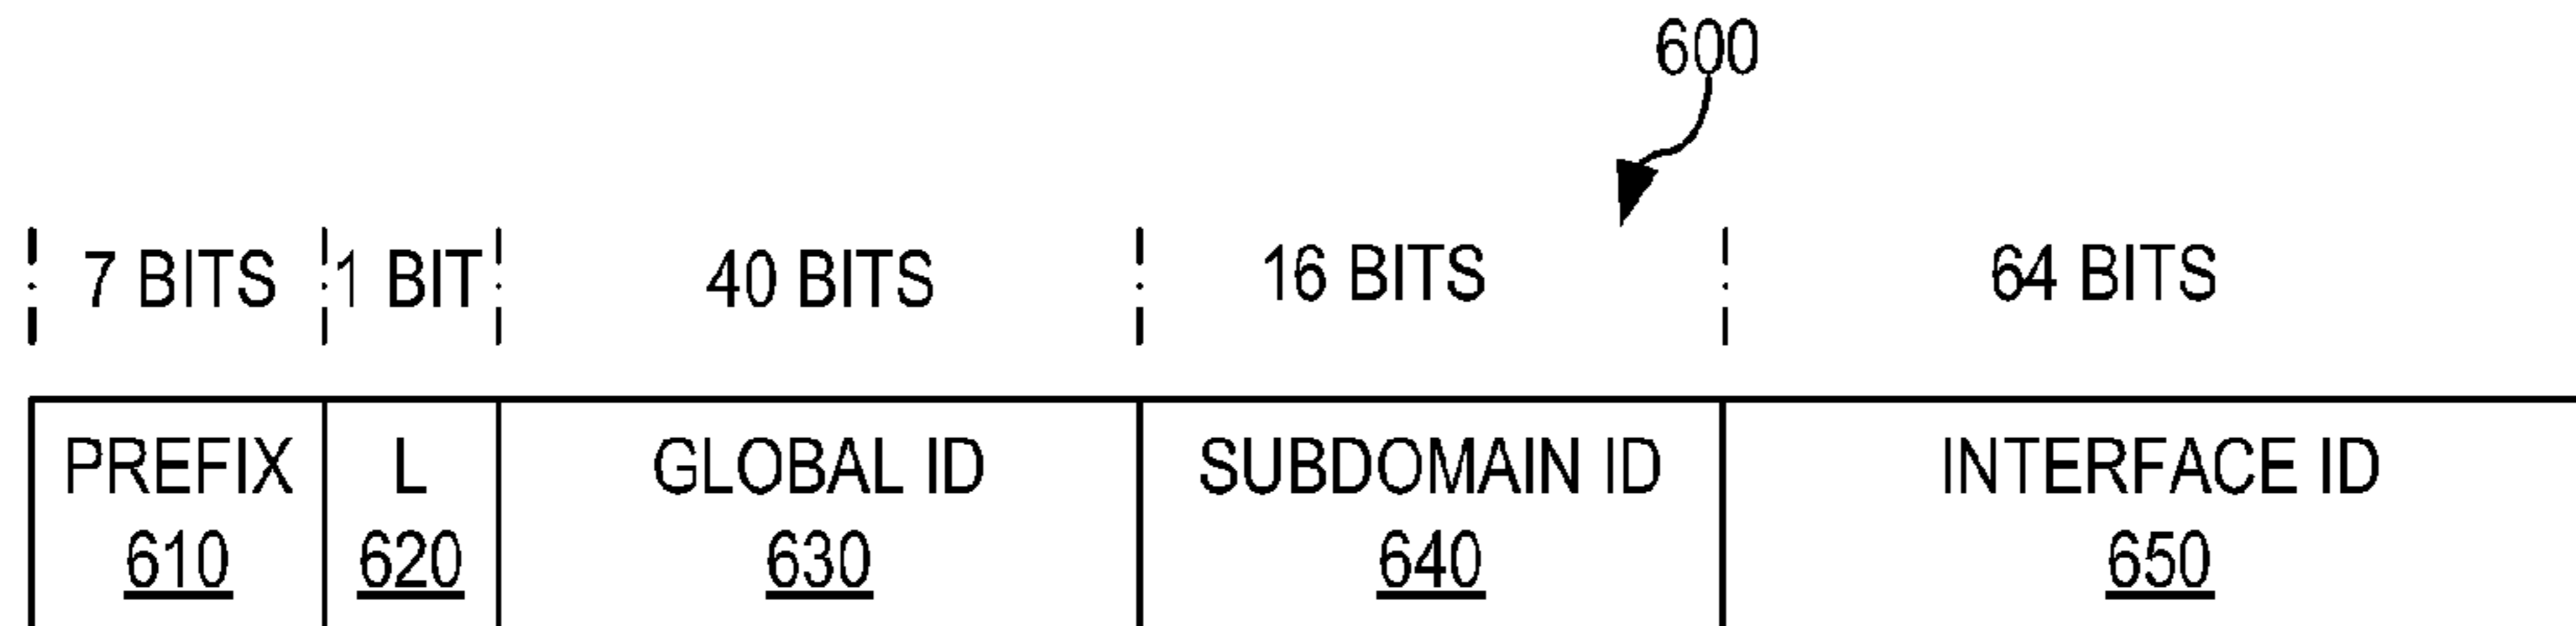 600
7 BITS 1 BIT 40 BITS 16 BITS 64 BITS
PREFIX L GLOBAL ID SUBDOMAIN ID INTERFACE ID
610 620 630 640 650